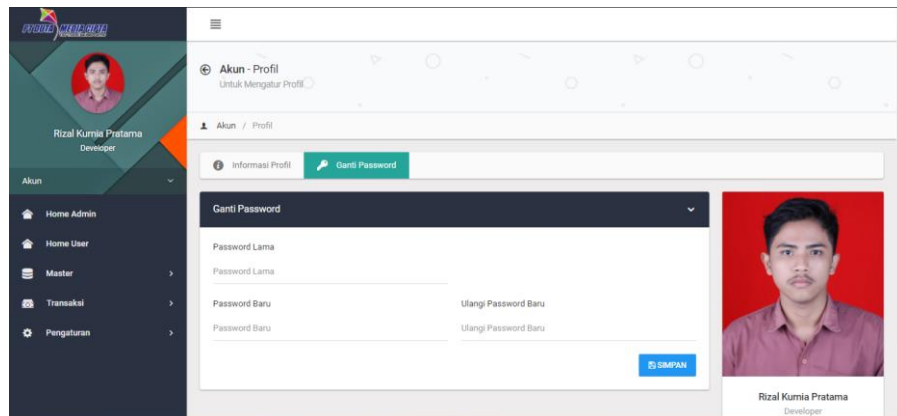 MEDIA CIPTA
Rizal Kurnia Pratama
Developer
Akun
Home Admin
Home User
Master
Transaksi
Pengaturan
Akun - Profil
Untuk Mengatur Profil
Akun / Profil
Informasi Profil
Ganti Password
Ganti Password
Password Lama
Password Lama
Password Baru
Ulangi Password Baru
Password Baru
Ulangi Password Baru
SIMPAN
Rizal Kurnia Pratama
Developer